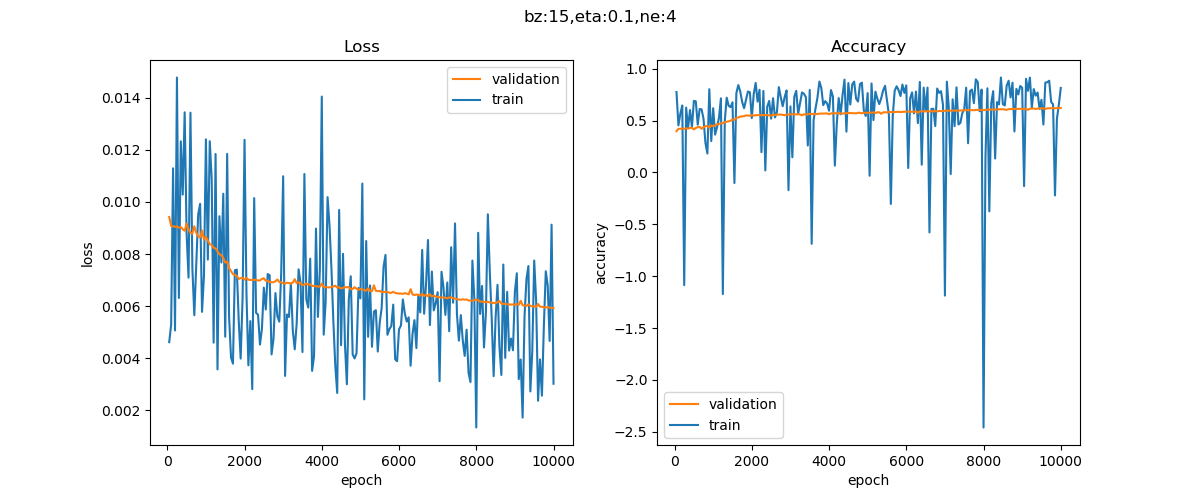 bz:15,eta:0.1,ne:4
Loss
validation
train
0.014
0.012
0.010
0.008
0.006
0.004
0.002
loss
0
2000
4000
6000
8000
10000
epoch
Accuracy
1.0
0.5
0.0
−0.5
−1.0
−1.5
−2.0
−2.5
accuracy
validation
train
0
2000
4000
6000
8000
10000
epoch